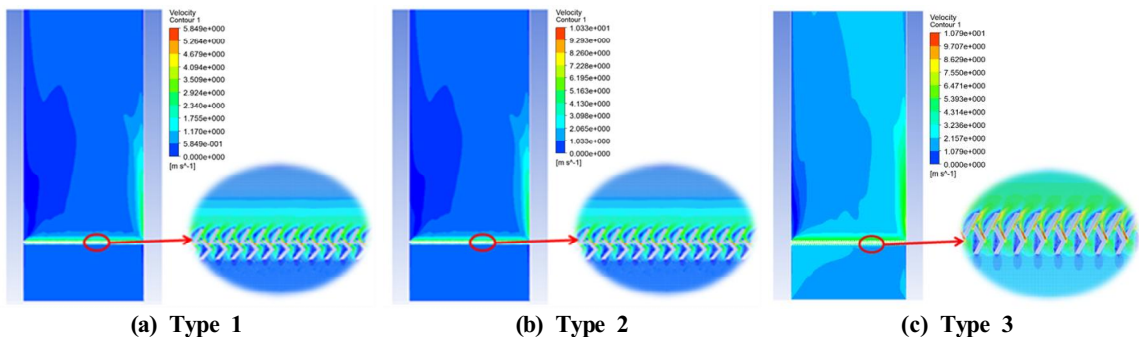 Velocity
Contour 1
5.849e+000
5.264e+000
4.679e+000
4.094e+000
3.509e+000
2.924e+000
2.340e+000
1.755e+000
1.170e+000
5.849e-001
0.000e+000
[m s^-1]
Velocity
Contour 1
1.033e+001
9.293e+000
8.260e+000
7.228e+000
6.195e+000
5.163e+000
4.130e+000
3.098e+000
2.065e+000
1.033e+000
0.000e+000
[m s^-1]
Velocity
Contour 1
1.079e+001
9.707e+000
8.629e+000
7.550e+000
6.471e+000
5.393e+000
4.314e+000
3.236e+000
2.157e+000
1.079e+000
0.000e+000
[m s^-1]
(a) Type 1
(b) Type 2
(c) Type 3